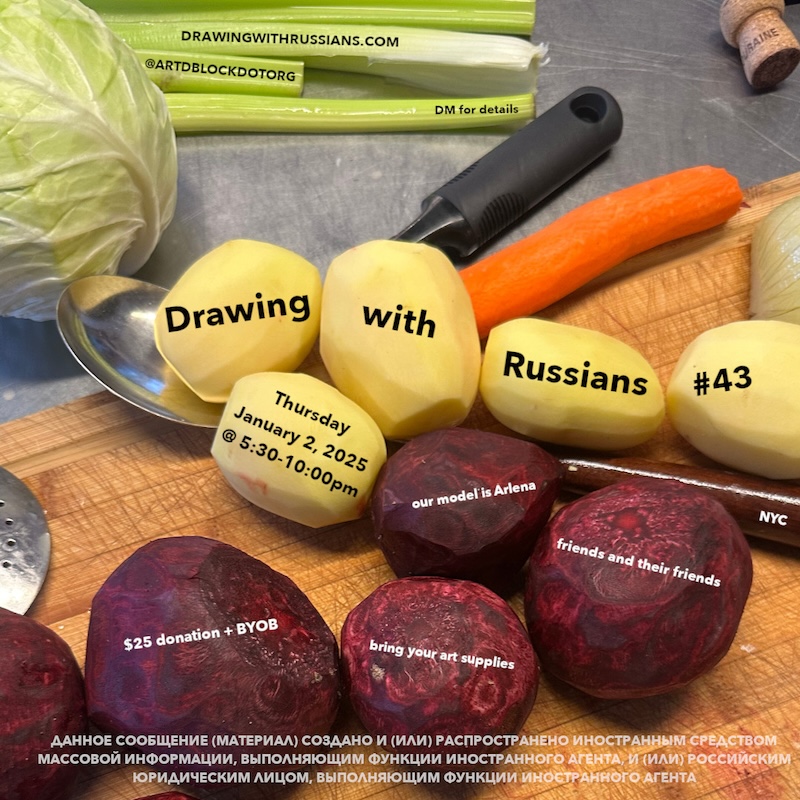 DRAWINGWITHRUSSIANS.COM
@ARTDBLOCKDOTORG
DM for details
Drawing
with
Russians
#43
Thursday
January 2, 2025
@ 5:30-10:00pm
our model is Arlena
NYC
friends and their friends
$25 donation + BYOB
bring your art supplies
ДАННОЕ СООБЩЕНИЕ (МАТЕРИАЛ) СОЗДАНО И (ИЛИ) РАСПРОСТРАНЕНО ИНОСТРАННЫМ СРЕДСТВОМ
МАССОВОЙ ИНФОРМАЦИИ, ВЫПОЛНЯЮЩИМ ФУНКЦИИ ИНОСТРАННОГО АГЕНТА, И (ИЛИ) РОССИЙСКИМ
ЮРИДИЧЕСКИМ ЛИЦОМ, ВЫПОЛНЯЮЩИМ ФУНКЦИИ ИНОСТРАННОГО АГЕНТА